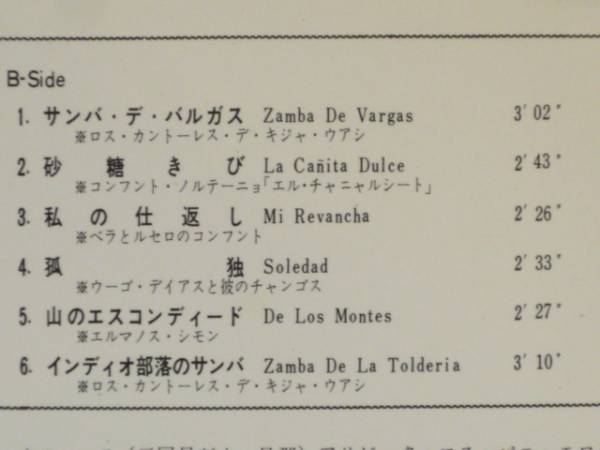 B-Side
1. サンバ・デ・バルガス Zamba De Vargas 3′02″
※ロス・カントーレス・デ・キジャ・ウアシ
2. 砂糖きび La Cañita Dulce 2′43″
※コンフント・ノルテーニョ「エル・チャニャルシート」
3. 私の仕返し Mi Revancha 2′26″
※ベラとルセロのコンフント
4. 孤独 Soledad 2′33″
※ウーゴ・デイアスと彼のチャンゴス
5. 山のエスコンディード De Los Montes 2′27″
※エルマノス・シモン
6. インディオ部落のサンバ Zamba De La Tolderia 3′10″
※ロス・カントーレス・デ・キジャ・ウアシ